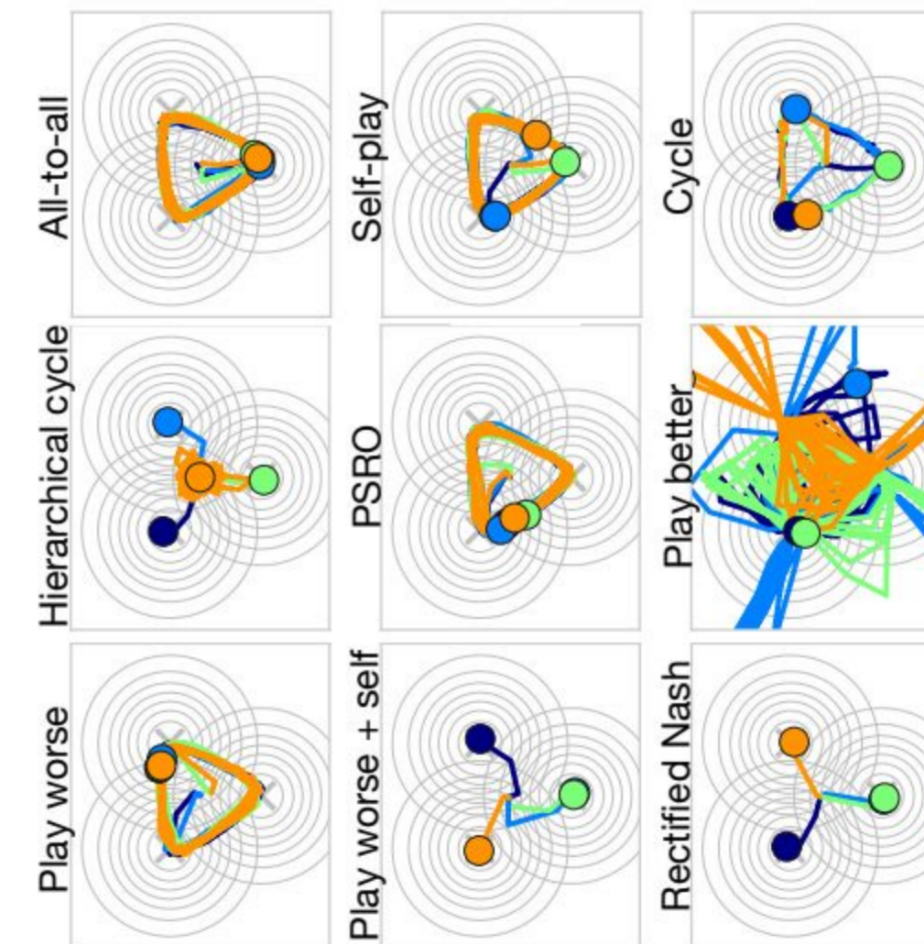 All-to-all
Self-play
Cycle
Hierarchical cycle
PSRO
Play better
Play worse
Play worse + self
Rectified Nash